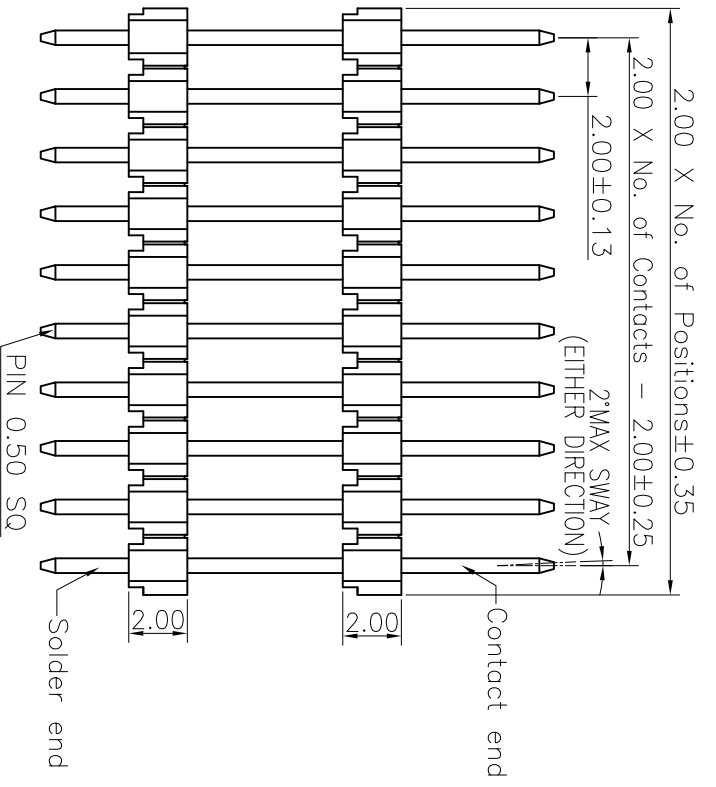 2.00 X No. of Positions±0.35
2.00 X No. of Contacts - 2.00±0.25
2.00±0.13
2°MAX SWAY
(EITHER DIRECTION)
Contact end
2.00
2.00
Solder end
PIN 0.50 SQ